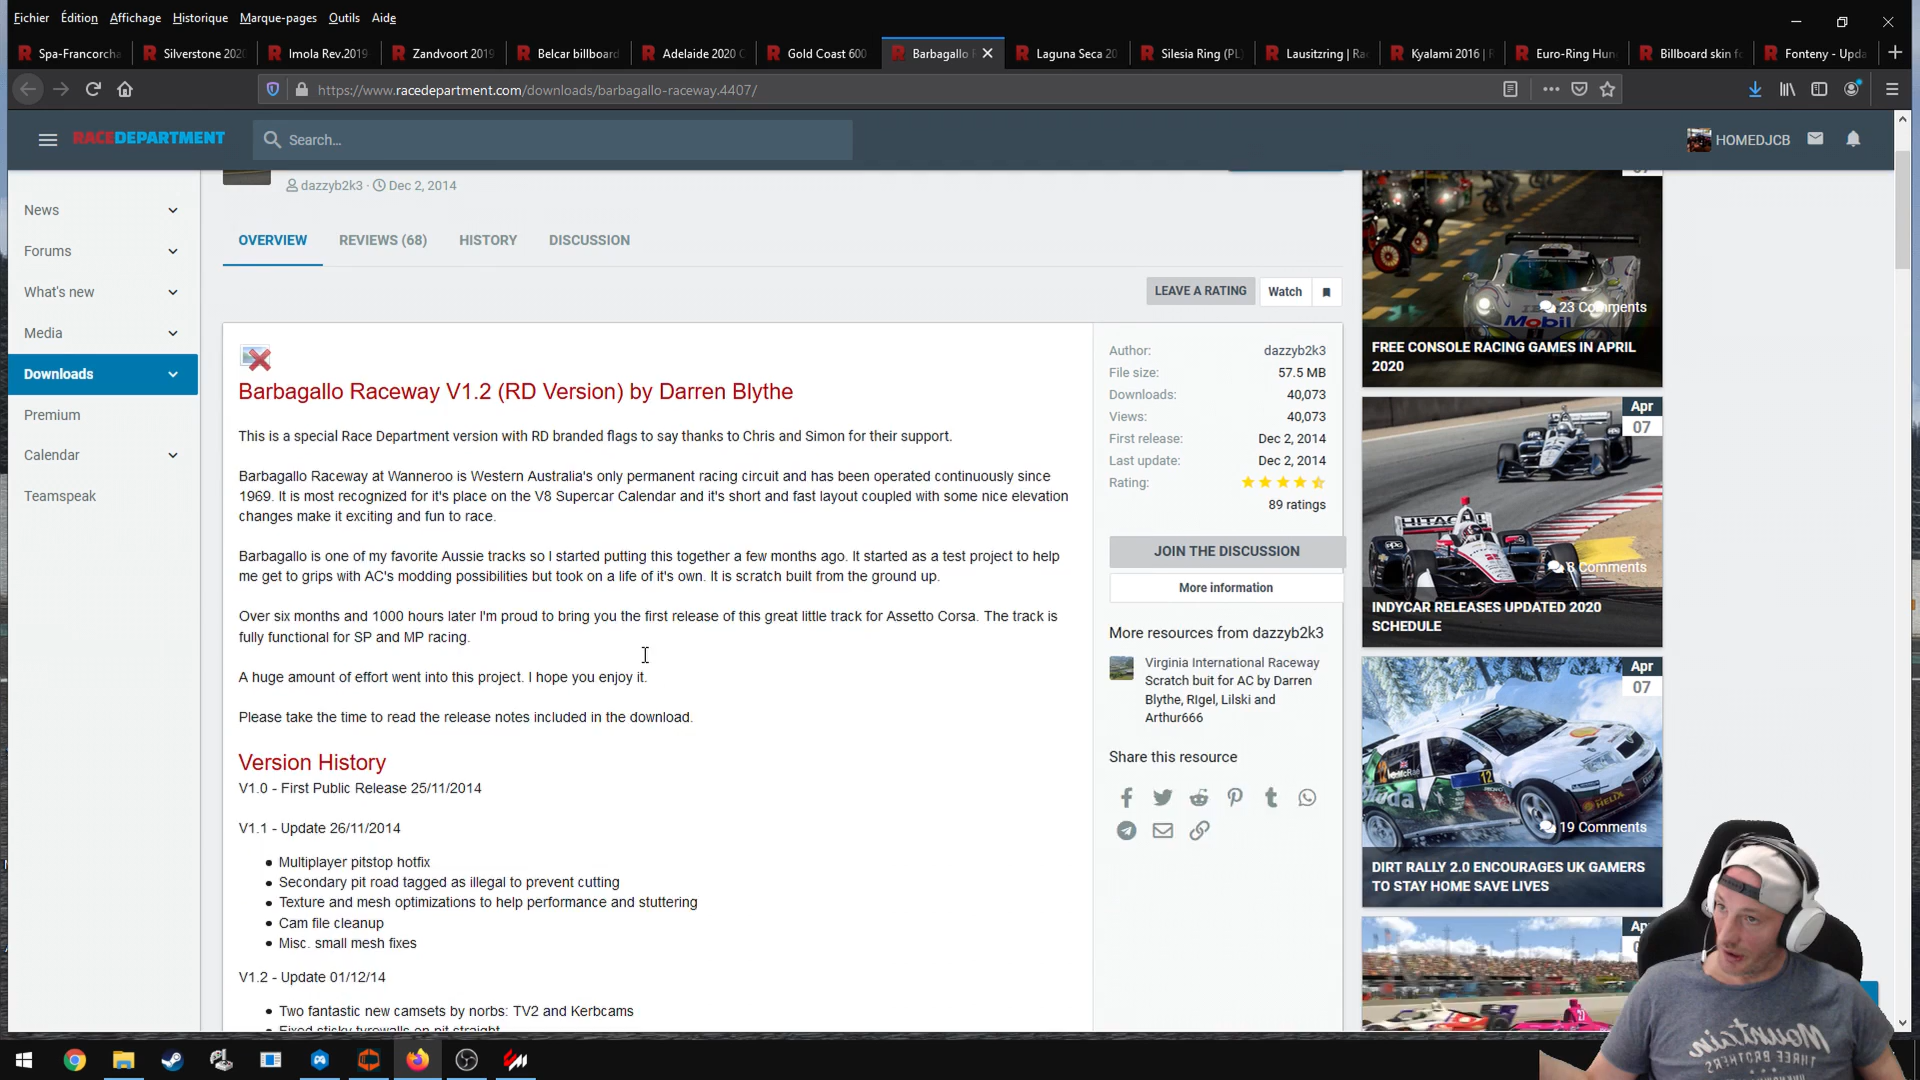 Fichier Édition Affichage Historique Marque-pages Outils Aide
Spa-Francorcha Silverstone 2020 Imola Rev.2019 Zandvoort 2019 Belcar billboard Adelaide 2020 Gold Coast 600 Barbagallo Laguna Seca 20 Silesia Ring (PL) Lausitzring | Ra Kyalami 2016 | R Euro-Ring Hun Billboard skin f Fonteny - Upda
https://www.racedepartment.com/downloads/barbagallo-raceway.4407/
RACEDEPARTMENT
Search...
HOMEDJCB
News
Forums
What's new
Media
Downloads
Premium
Calendar
Teamspeak
dazzyb2k3 · Dec 2, 2014
OVERVIEW REVIEWS (68) HISTORY DISCUSSION
LEAVE A RATING Watch
Barbagallo Raceway V1.2 (RD Version) by Darren Blythe
This is a special Race Department version with RD branded flags to say thanks to Chris and Simon for their support.
Barbagallo Raceway at Wanneroo is Western Australia's only permanent racing circuit and has been operated continuously since
1969. It is most recognized for it's place on the V8 Supercar Calendar and it's short and fast layout coupled with some nice elevation
changes make it exciting and fun to race.
Barbagallo is one of my favorite Aussie tracks so I started putting this together a few months ago. It started as a test project to help
me get to grips with AC's modding possibilities but took on a life of it's own. It is scratch built from the ground up.
Over six months and 1000 hours later I'm proud to bring you the first release of this great little track for Assetto Corsa. The track is
fully functional for SP and MP racing.
A huge amount of effort went into this project. I hope you enjoy it.
Please take the time to read the release notes included in the download.
Version History
V1.0 - First Public Release 25/11/2014
V1.1 - Update 26/11/2014
• Multiplayer pitstop hotfix
• Secondary pit road tagged as illegal to prevent cutting
• Texture and mesh optimizations to help performance and stuttering
• Cam file cleanup
• Misc. small mesh fixes
V1.2 - Update 01/12/14
• Two fantastic new camsets by norbs: TV2 and Kerbcams
• Fixed sticky tyrewalls on pit straight
Author: dazzyb2k3
File size: 57.5 MB
Downloads: 40,073
Views: 40,073
First release: Dec 2, 2014
Last update: Dec 2, 2014
Rating:
89 ratings
JOIN THE DISCUSSION
More information
More resources from dazzyb2k3
Virginia International Raceway
Scratch buit for AC by Darren
Blythe, RIgel, Lilski and
Arthur666
Share this resource
07
Mobil
23 Comments
FREE CONSOLE RACING GAMES IN APRIL
2020
Apr
07
HITACHI
8 Comments
INDYCAR RELEASES UPDATED 2020
SCHEDULE
Apr
07
12
19 Comments
DIRT RALLY 2.0 ENCOURAGES UK GAMERS
TO STAY HOME SAVE LIVES
Mountain
THREE BROTHERS